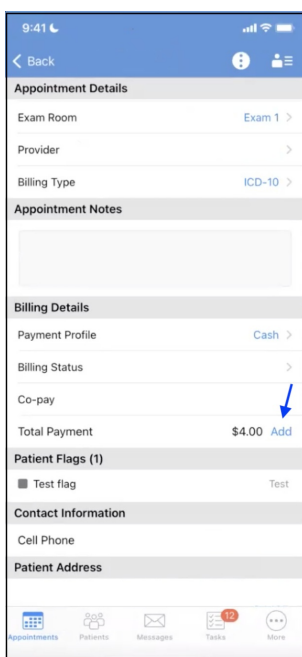 9:41
Back
Appointment Details
Exam Room Exam 1 >
Provider >
Billing Type ICD-10 >
Appointment Notes
Billing Details
Payment Profile Cash >
Billing Status >
Co-pay
Total Payment $4.00 Add
Patient Flags (1)
Test flag Test
Contact Information
Cell Phone
Patient Address
12
Appointments Patients Messages Tasks More